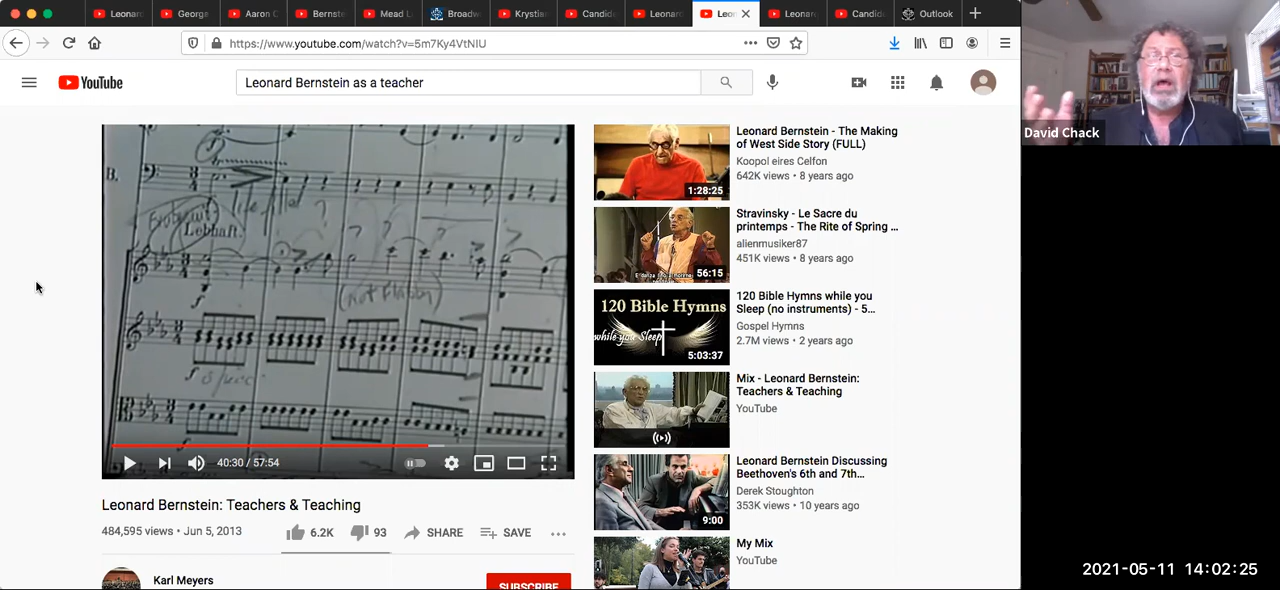 Leonard
George
Aaron C
Bernste
Mead L
Broadw
Krystia
Candid
Leonard
Leon
Leonard
Candid
Outlook
https://www.youtube.com/watch?v=5m7Ky4VtNIU
YouTube
Leonard Bernstein as a teacher
David Chack
B.
Lebhaft.
(not flabby)
40:30 / 57:54
Leonard Bernstein: Teachers & Teaching
484,595 views • Jun 5, 2013
6.2K
93
SHARE
SAVE
Karl Meyers
SUBSCRIBE
1:28:25
Leonard Bernstein - The Making
of West Side Story (FULL)
Koopol eires Celfon
642K views • 8 years ago
56:15
Stravinsky - Le Sacre du
printemps - The Rite of Spring ...
alienmusiker87
451K views • 8 years ago
120 Bible Hymns
while you Sleep
5:03:37
120 Bible Hymns while you
Sleep (no instruments) - 5...
Gospel Hymns
2.7M views • 2 years ago
Mix - Leonard Bernstein:
Teachers & Teaching
YouTube
9:00
Leonard Bernstein Discussing
Beethoven's 6th and 7th...
Derek Stoughton
353K views • 10 years ago
My Mix
YouTube
2021-05-11 14:02:25